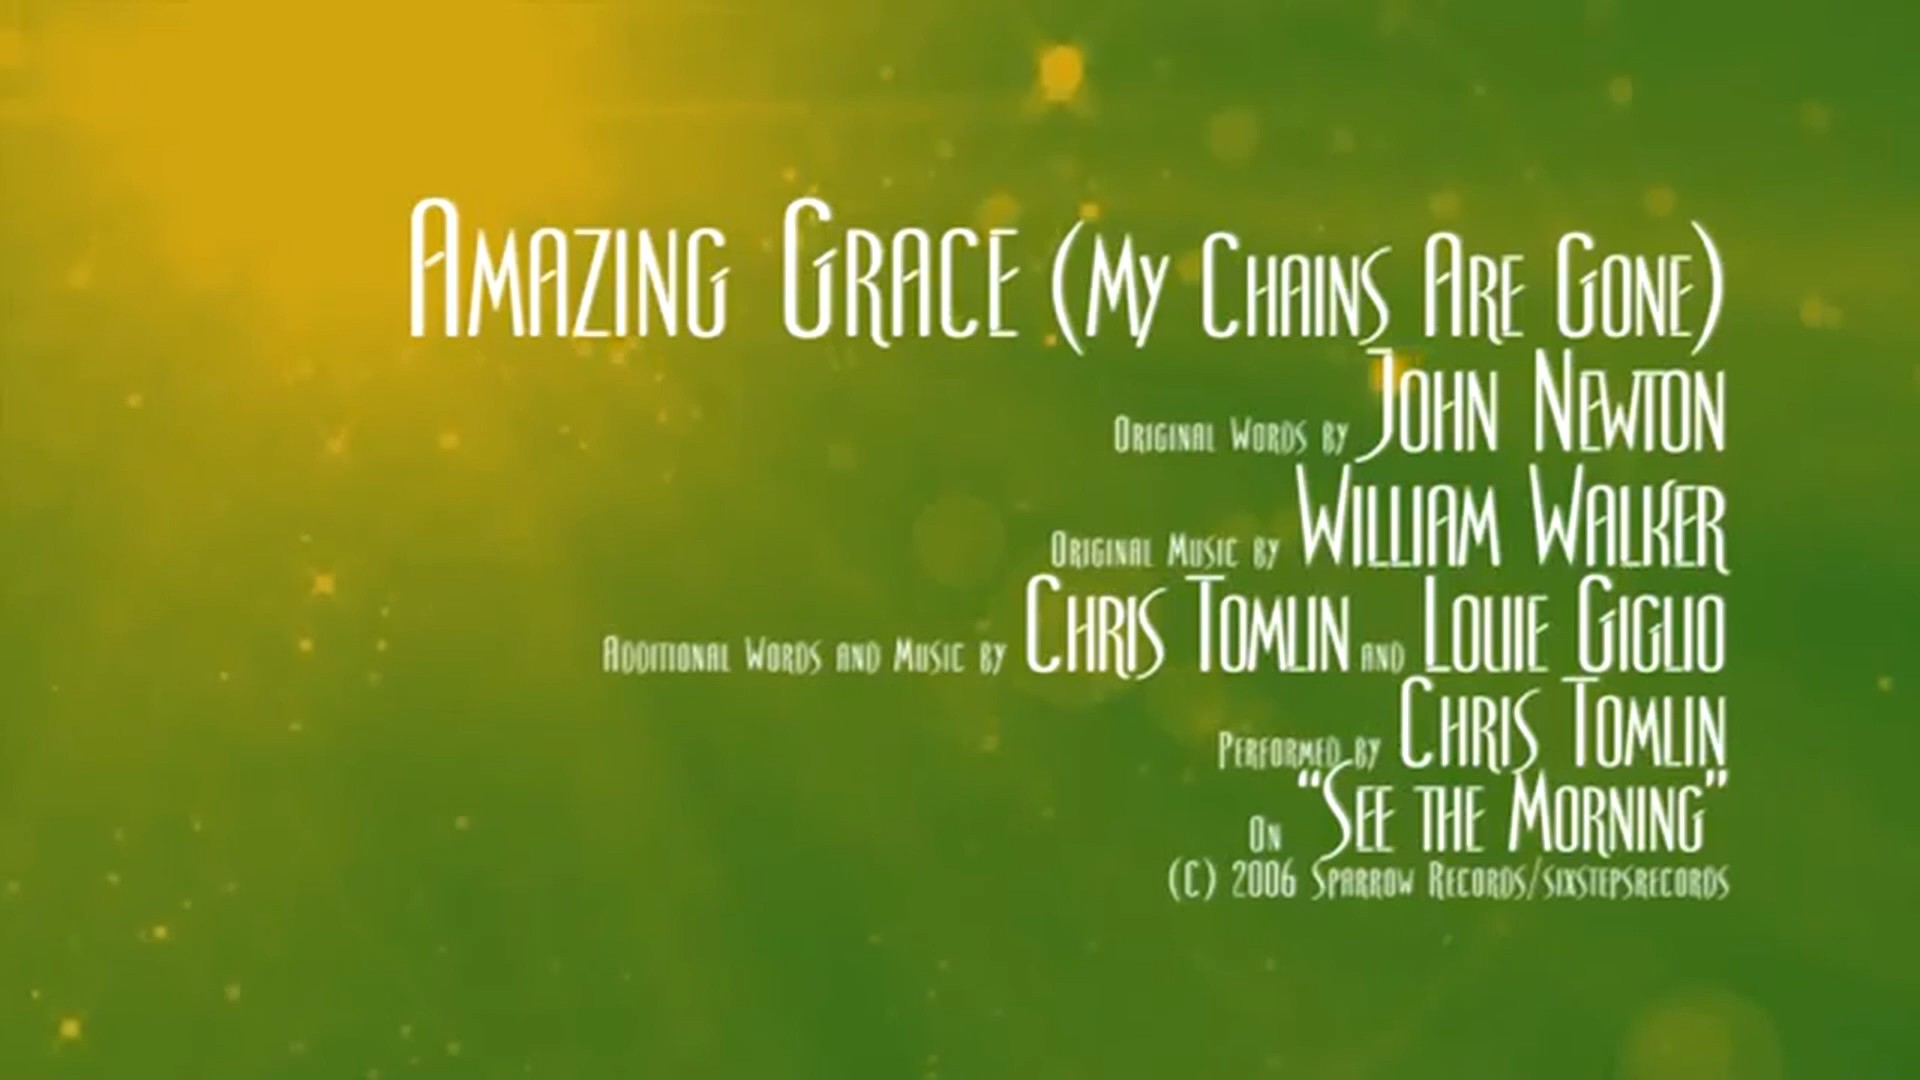 Amazing Grace (My Chains Are Gone)
Original Words by John Newton
Original Music by William Walker
Additional Words and Music by Chris Tomlin and Louie Giglio
Performed by Chris Tomlin
On "See the Morning"
(C) 2006 Sparrow Records/sixstepsrecords